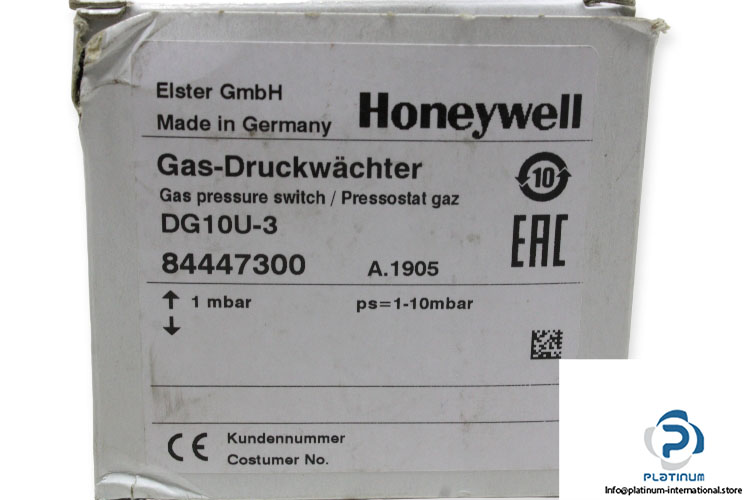 Elster GmbH
Made in Germany
Honeywell
Gas-Druckwächter
Gas pressure switch / Pressostat gaz
10
DG10U-3
EAC
84447300
A.1905
1 mbar
ps=1-10mbar
CE
Kundennummer
Costumer No.
PLATINUM
Info@platinum-international.store